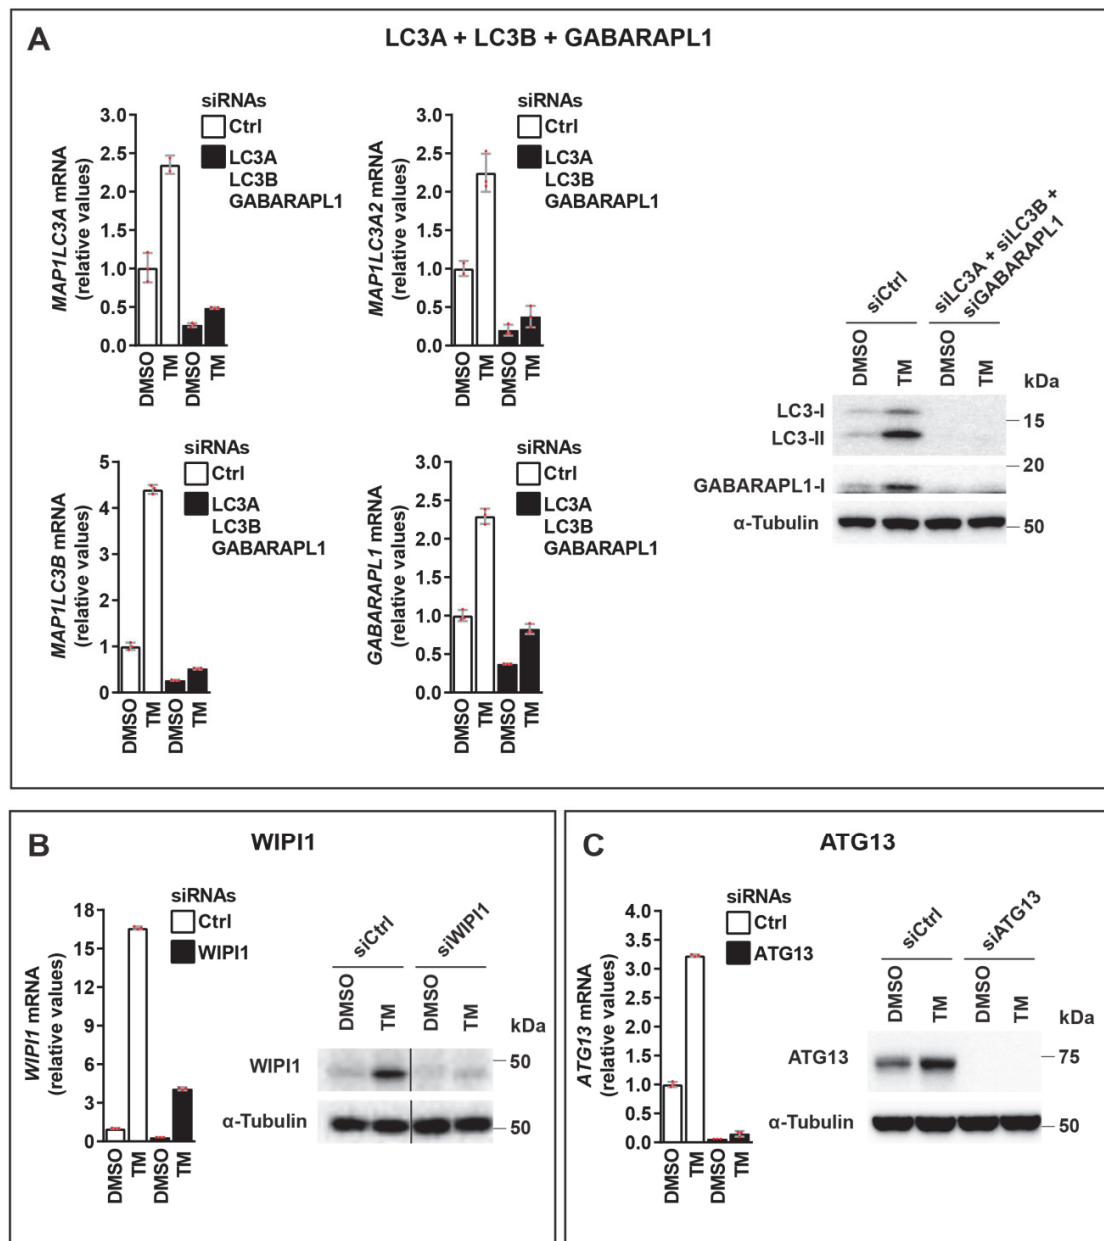 A
LC3A + LC3B + GABARAPL1
MAP1LC3A mRNA
(relative values)
3.0
2.5
2.0
1.5
1.0
0.5
0.0
DMSO
TM
DMSO
TM
siRNAs
Ctrl
LC3A
LC3B
GABARAPL1
MAP1LC3A2 mRNA
(relative values)
3.0
2.5
2.0
1.5
1.0
0.5
0.0
DMSO
TM
DMSO
TM
siRNAs
Ctrl
LC3A
LC3B
GABARAPL1
MAP1LC3B mRNA
(relative values)
5
4
3
2
1
0
DMSO
TM
DMSO
TM
siRNAs
Ctrl
LC3A
LC3B
GABARAPL1
GABARAPL1 mRNA
(relative values)
3.0
2.5
2.0
1.5
1.0
0.5
0.0
DMSO
TM
DMSO
TM
siRNAs
Ctrl
LC3A
LC3B
GABARAPL1
siCtrl
siLC3A + siLC3B +
siGABARAPL1
DMSO
TM
DMSO
TM
kDa
LC3-I
15
LC3-II
20
GABARAPL1-I
α-Tubulin
50
B
WIPI1
WIPI1 mRNA
(relative values)
18
15
12
9
6
3
0
DMSO
TM
DMSO
TM
siRNAs
Ctrl
WIPI1
siCtrl
siWIPI1
DMSO
TM
DMSO
TM
kDa
WIPI1
50
α-Tubulin
50
C
ATG13
ATG13 mRNA
(relative values)
4.0
3.5
3.0
2.5
2.0
1.5
1.0
0.5
0.0
DMSO
TM
DMSO
TM
siRNAs
Ctrl
ATG13
siCtrl
siATG13
DMSO
TM
DMSO
TM
kDa
ATG13
75
α-Tubulin
50